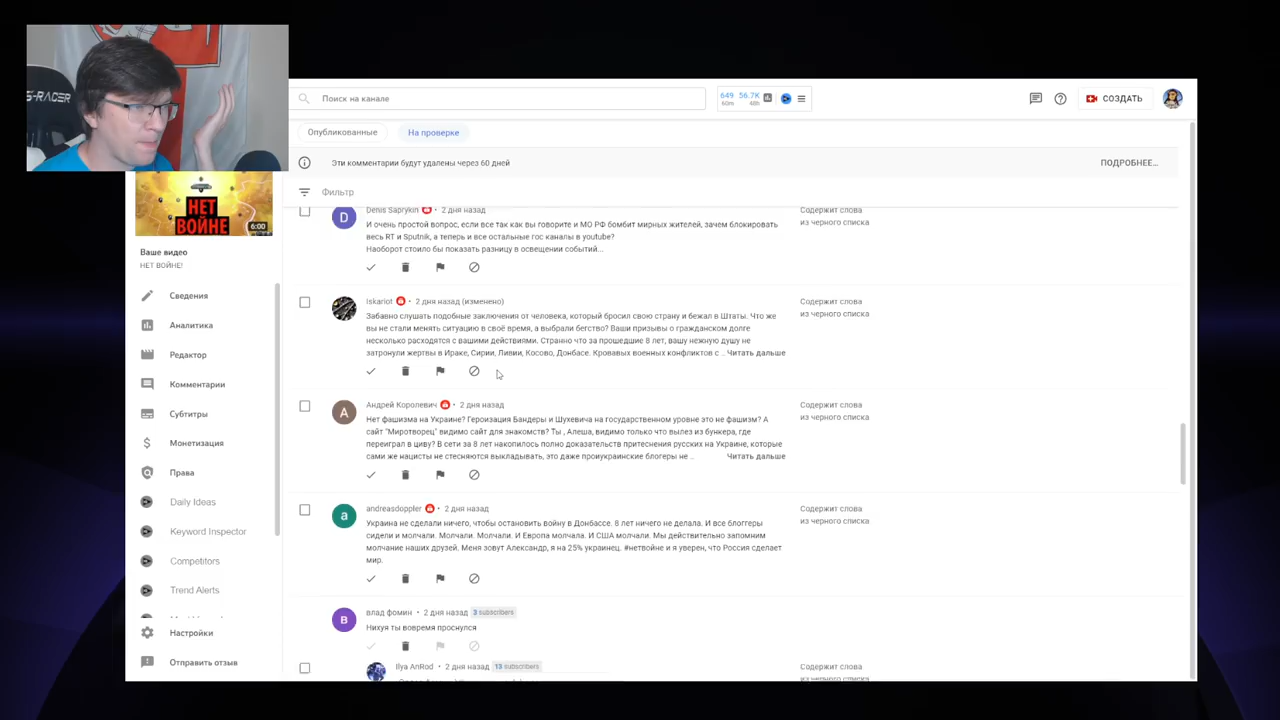 S-RACER
Поиск на канале
649 56.7K
60m 48h
СОЗДАТЬ
Опубликованные
На проверке
Эти комментарии будут удалены через 60 дней
ПОДРОБНЕЕ...
Фильтр
НЕТ
ВОЙНЕ
6:00
Ваше видео
НЕТ ВОЙНЕ!
Сведения
Аналитика
Редактор
Комментарии
Субтитры
Монетизация
Права
Daily Ideas
Keyword Inspector
Competitors
Trend Alerts
Настройки
Отправить отзыв
Denis Saprykin • 2 дня назад
И очень простой вопрос, если все так как вы говорите и МО РФ бомбит мирных жителей, зачем блокировать
весь RT и Sputnik, а теперь и все остальные гос каналы в youtube?
Наоборот стоило бы показать разницу в освещении событий...
Содержит слова
из черного списка
Iskariot • 2 дня назад (изменено)
Забавно слушать подобные заключения от человека, который бросил свою страну и бежал в Штаты. Что же
вы не стали менять ситуацию в своё время, а выбрали бегство? Ваши призывы о гражданском долге
несколько расходятся с вашими действиями. Странно что за прошедшие 8 лет, вашу нежную душу не
затронули жертвы в Ираке, Сирии, Ливии, Косово, Донбасе. Кровавых военных конфликтов с .. Читать дальше
Содержит слова
из черного списка
Андрей Королевич • 2 дня назад
Нет фашизма на Украине? Героизация Бандеры и Шухевича на государственном уровне это не фашизм? А
сайт "Миротворец" видимо сайт для знакомств? Ты , Алеша, видимо только что вылез из бункера, где
переиграл в циву? В сети за 8 лет накопилось полно доказательств притеснения русских на Украине, которые
сами же нацисты не стесняются выкладывать, это даже проукраинские блогеры не .. Читать дальше
Содержит слова
из черного списка
andreasdoppler • 2 дня назад
Украина не сделали ничего, чтобы остановить войну в Донбассе. 8 лет ничего не делала. И все блоггеры
сидели и молчали. Молчали. Молчали. И Европа молчала. И США молчали. Мы действительно запомним
молчание наших друзей. Меня зовут Александр, я на 25% украинец. #нетвойне и я уверен, что Россия сделает
мир.
Содержит слова
из черного списка
влад фомин • 2 дня назад 3 subscribers
Нихуя ты вовремя проснулся
Ilya AnRod • 2 дня назад 13 subscribers
Содержит слова